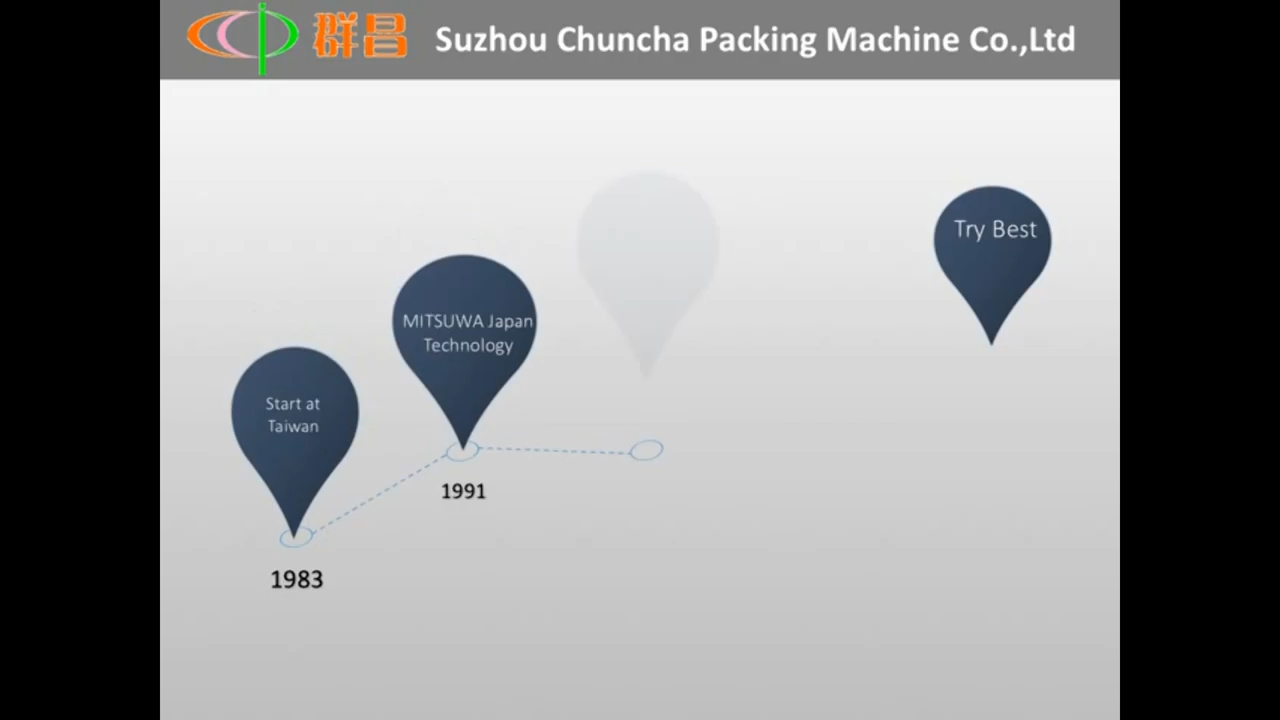 群昌 Suzhou Chuncha Packing Machine Co.,Ltd
Try Best
MITSUWA Japan
Technology
Start at
Taiwan
1991
1983